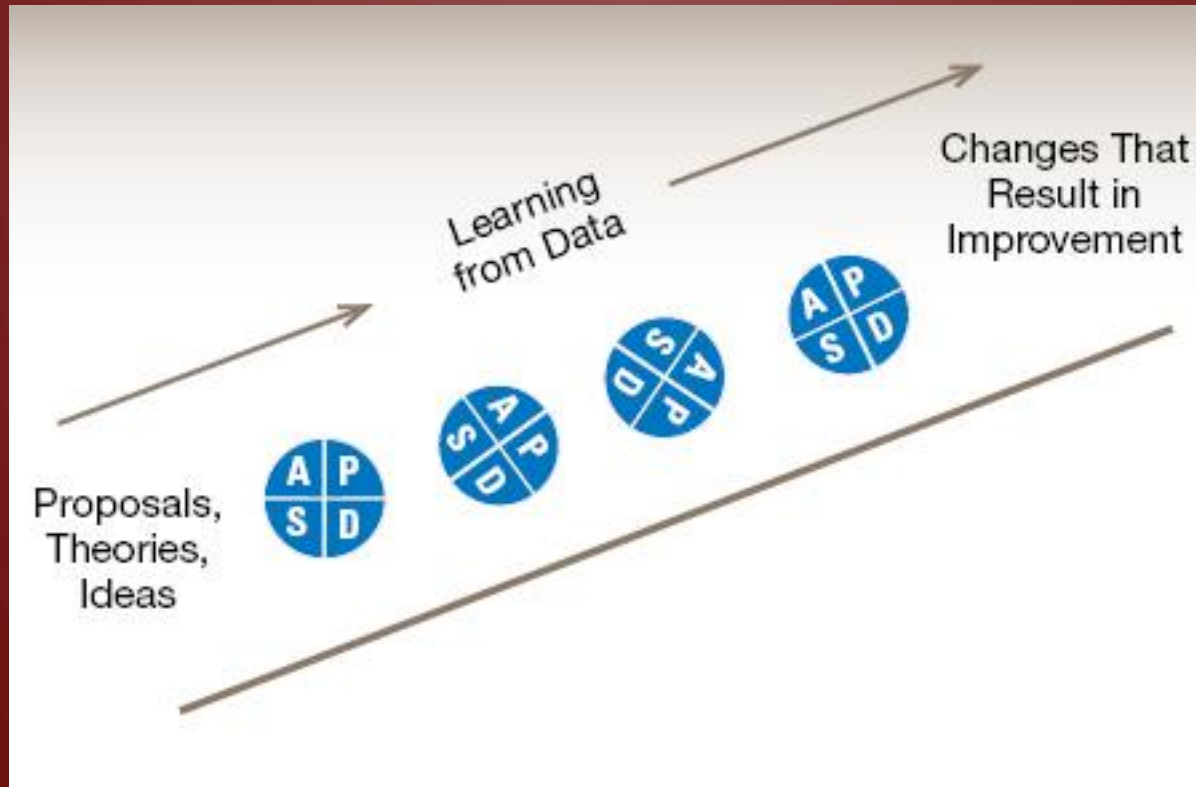 Changes That
Result in
Improvement
Learning
from Data
A P
S D
A P
S D
A P
S D
A P
S D
Proposals,
Theories,
Ideas